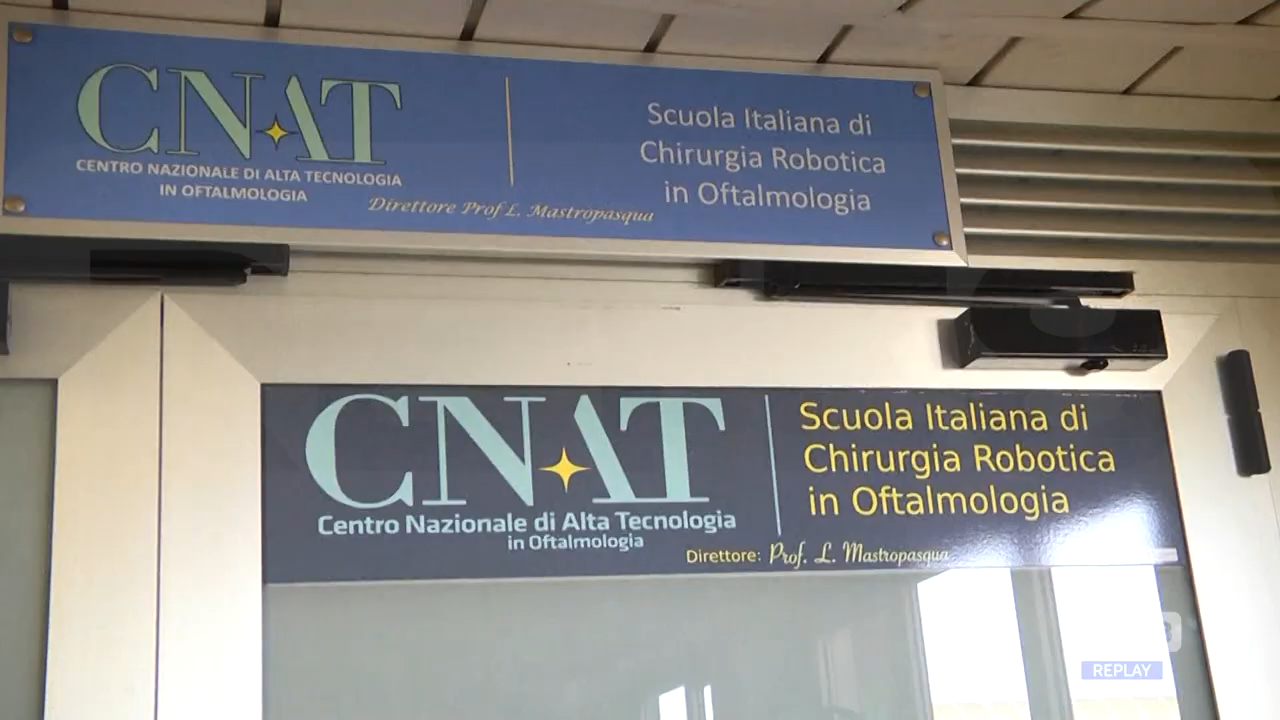 CNAT
CENTRO NAZIONALE DI ALTA TECNOLOGIA
IN OFTALMOLOGIA
Direttore Prof L. Mastropasqua
Scuola Italiana di
Chirurgia Robotica
in Oftalmologia
CNAT
Centro Nazionale di Alta Tecnologia
in Oftalmologia
Scuola Italiana di
Chirurgia Robotica
in Oftalmologia
Direttore: Prof. L. Mastropasqua
REPLAY